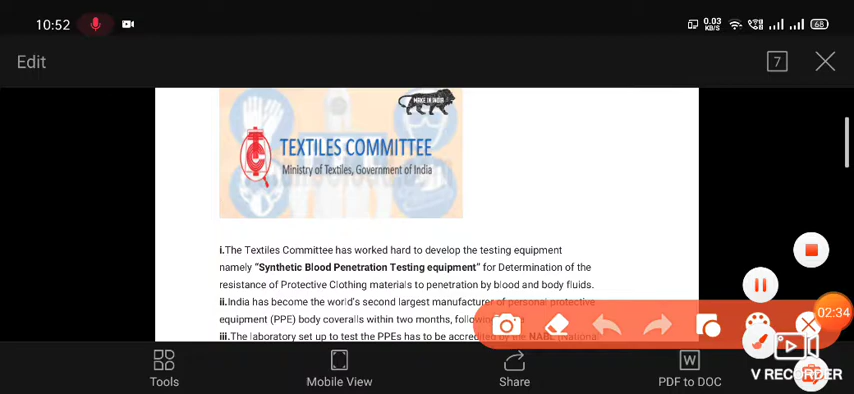 10:52
0.03
KB/S
68
Edit
7
MAKE IN INDIA
TEXTILES COMMITTEE
Ministry of Textiles, Government of India
i.The Textiles Committee has worked hard to develop the testing equipment
namely “Synthetic Blood Penetration Testing equipment” for Determination of the
resistance of Protective Clothing materials to penetration by blood and body fluids.
ii.India has become the world's second largest manufacturer of personal protective
equipment (PPE) body coveralls within two months,
iii.The laboratory set up to test the PPEs has to be accredited by the NABL (National
02:34
V RECORDER
Tools
Mobile View
Share
W
PDF to DOC